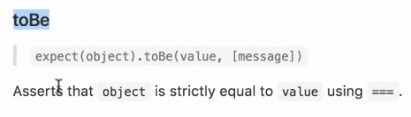 toBe
expect(object).toBe(value, [message])
Asserts that object is strictly equal to value using ===.